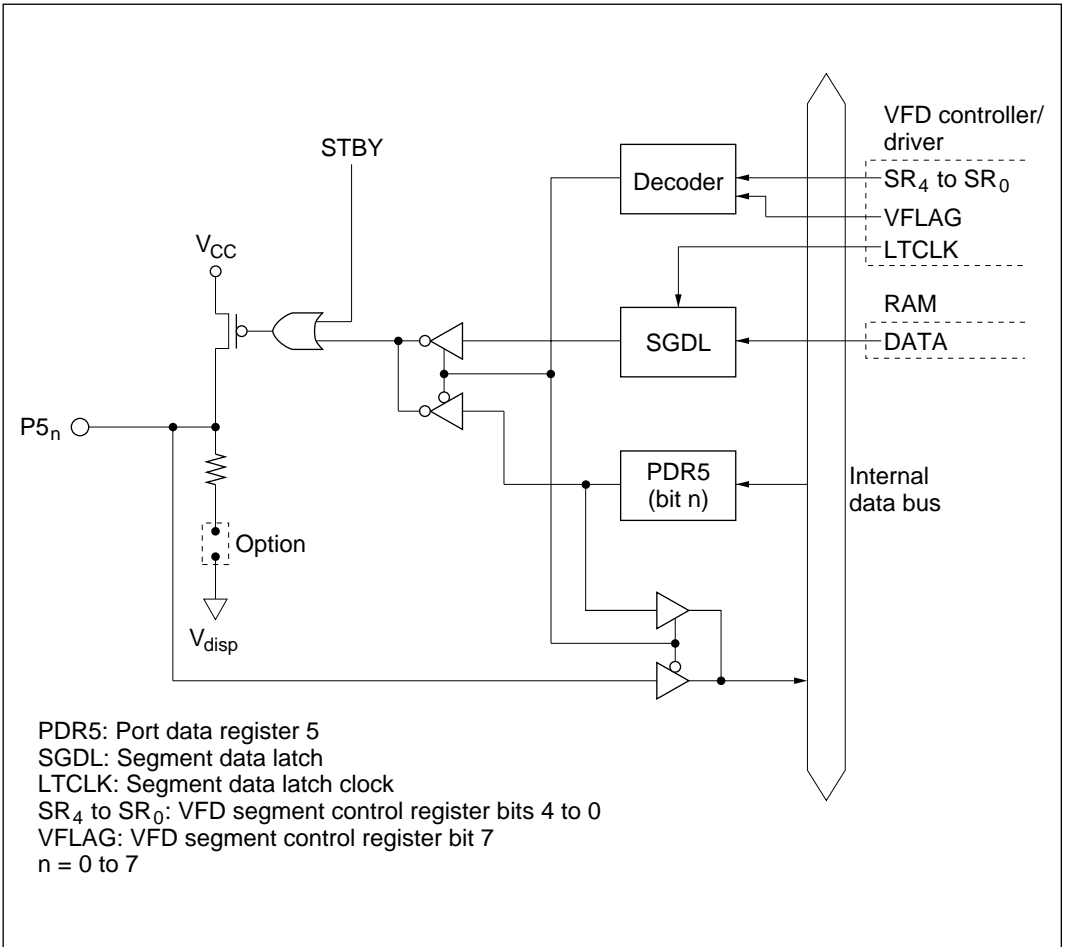 VFD controller/
driver
STBY
Decoder
SR4 to SR0
VFLAG
LTCLK
VCC
RAM
SGDL
DATA
P5n
PDR5
(bit n)
Internal
data bus
Option
Vdisp
PDR5: Port data register 5
SGDL: Segment data latch
LTCLK: Segment data latch clock
SR4 to SR0: VFD segment control register bits 4 to 0
VFLAG: VFD segment control register bit 7
n = 0 to 7